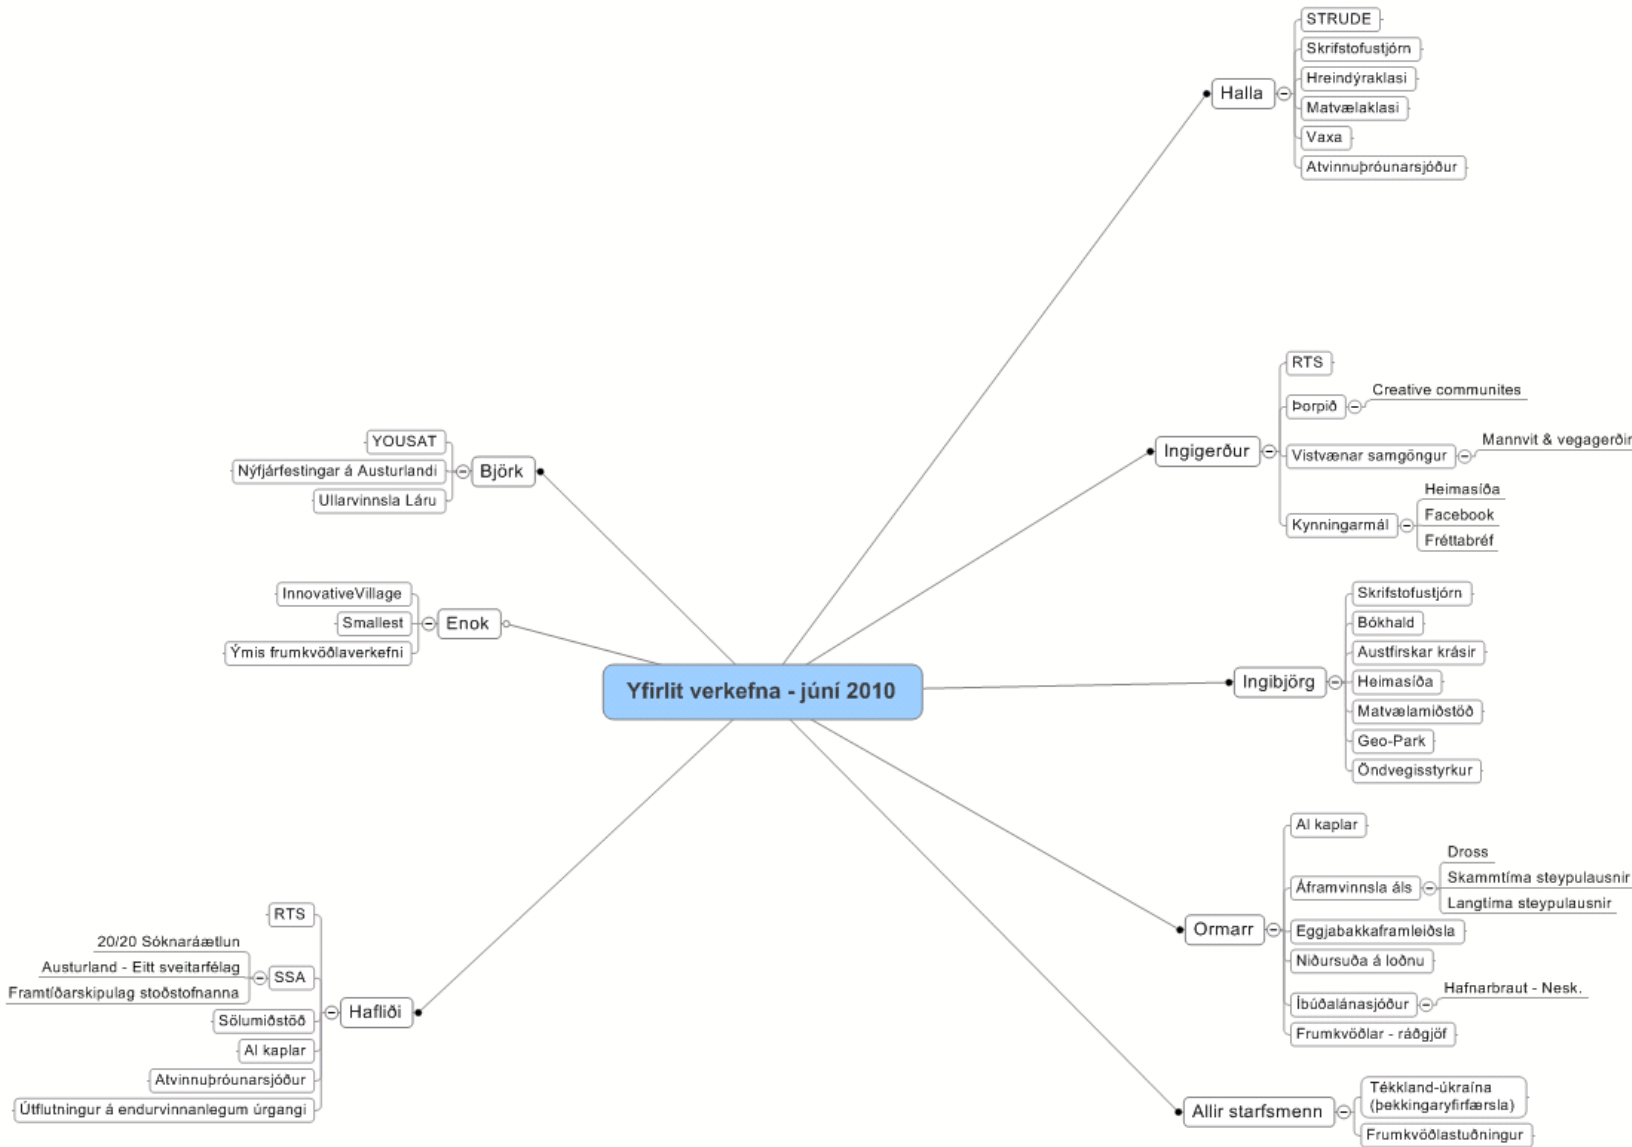 Yfirlit verkefna - júní 2010
Halla
STRUDE
Skrifstofustjórn
Hreindýraklasi
Matvælaklasi
Vaxa
Atvinnuþróunarsjóður
Ingigerður
RTS
Þorpið
Creative communites
Vistvænar samgöngur
Mannvit & vegagerðin
Kynningarmál
Heimasíða
Facebook
Fréttabréf
Ingibjörg
Skrifstofustjórn
Bókhald
Austfirskar krásir
Heimasíða
Matvælamiðstöð
Geo-Park
Öndvegisstyrkur
Ormarr
Al kaplar
Áframvinnsla áls
Dross
Skammtíma steypulausnir
Langtíma steypulausnir
Eggjabakkaframleiðsla
Niðursuða á loðnu
Íbúðalánasjóður
Hafnarbraut - Nesk.
Frumkvöðlar - ráðgjöf
Allir starfsmenn
Tékkland-úkraína
(þekkingaryfirfærsla)
Frumkvöðlastuðningur
Björk
YOUSAT
Nýfjárfestingar á Austurlandi
Ullarvinnsla Láru
Enok
InnovativeVillage
Smallest
Ýmis frumkvöðlaverkefni
Hafliði
RTS
SSA
20/20 Sóknaráætlun
Austurland - Eitt sveitarfélag
Framtíðarskipulag stoðstofnanna
Sölumiðstöð
Al kaplar
Atvinnuþróunarsjóður
Útflutningur á endurvinnanlegum úrgangi